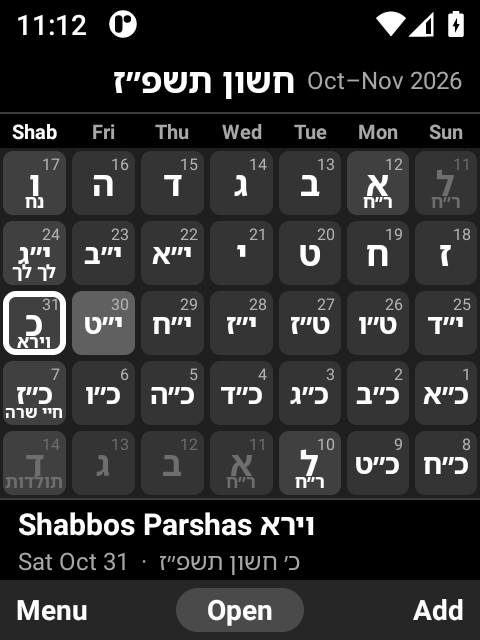 11:12
חשון תשפ״ז Oct–Nov 2026
Shab Fri Thu Wed Tue Mon Sun
17 16 15 14 13 12 11
ו ה ד ג ב א ל
נח ר״ח ר״ח
24 23 22 21 20 19 18
י״ג י״ב י״א י ט ח ז
לך לך
31 30 29 28 27 26 25
כ י״ט י״ח י״ז ט״ז ט״ו י״ד
וירא
7 6 5 4 3 2 1
כ״ז כ״ו כ״ה כ״ד כ״ג כ״ב כ״א
חיי שרה
14 13 12 11 10 9 8
ד ג ב א ל כ״ט כ״ח
תולדות ר״ח ר״ח
Shabbos Parshas וירא
Sat Oct 31 · כ׳ חשון תשפ״ז
Menu Open Add